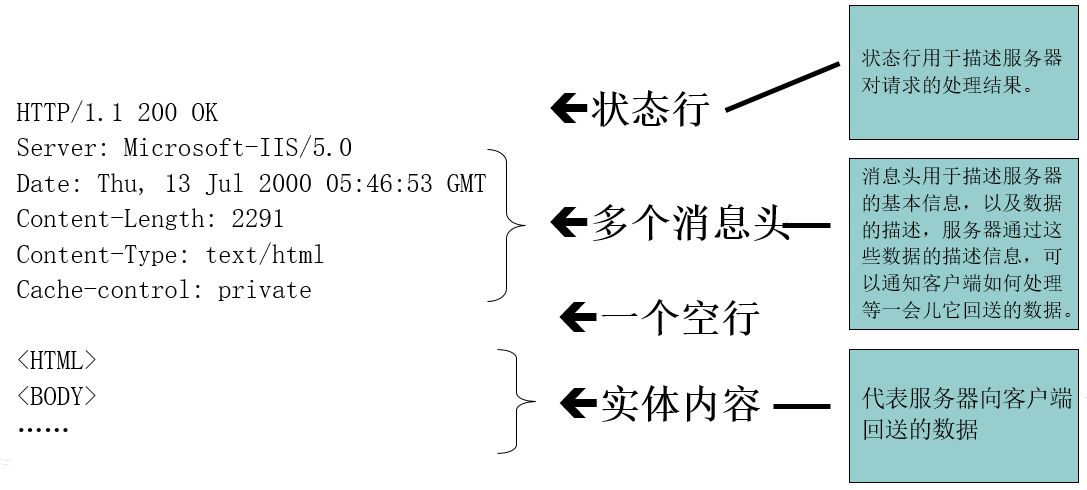 HTTP/1.1 200 OK
Server: Microsoft-IIS/5.0
Date: Thu, 13 Jul 2000 05:46:53 GMT
Content-Length: 2291
Content-Type: text/html
Cache-control: private
<HTML>
<BODY>
……
状态行
多个消息头
一个空行
实体内容
状态行用于描述服务器
对请求的处理结果。
消息头用于描述服务器
的基本信息，以及数据
的描述，服务器通过这
些数据的描述信息，可
以通知客户端如何处理
等一会儿它回送的数据。
代表服务器向客户端
回送的数据